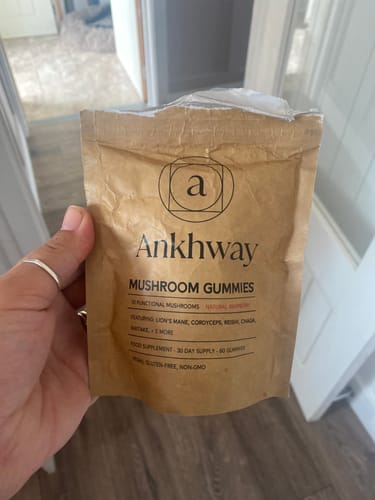 a
Ankhway
MUSHROOM GUMMIES
10 FUNCTIONAL MUSHROOMS NATURAL RASPBERRY
FEATURING: LION'S MANE, CORDYCEPS, REISHI, CHAGA,
MAITAKE, + 5 MORE
FOOD SUPPLEMENT - 30 DAY SUPPLY - 60 GUMMIES
VEGAN, GLUTEN-FREE, NON-GMO